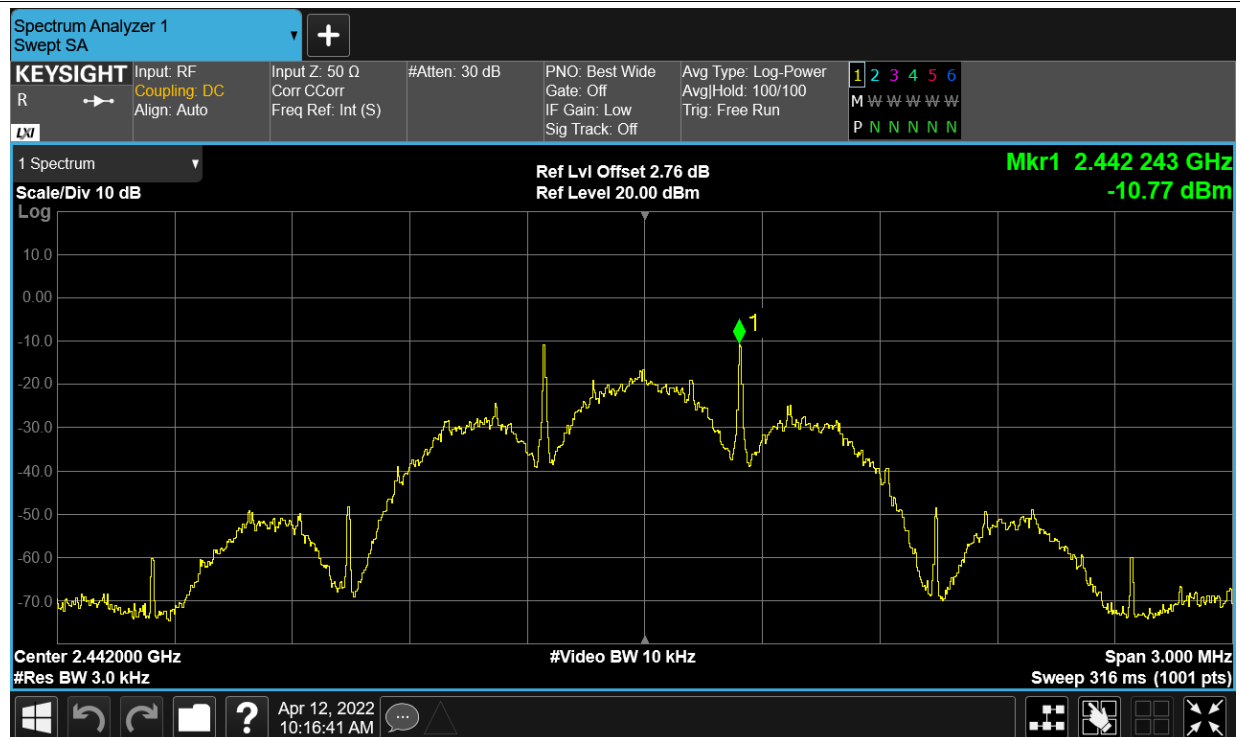 Spectrum Analyzer 1
Swept SA
+
KEYSIGHT
R
LXI
Input: RF
Coupling: DC
Align: Auto
Input Z: 50 Ω
Corr CCorr
Freq Ref: Int (S)
#Atten: 30 dB
PNO: Best Wide
Gate: Off
IF Gain: Low
Sig Track: Off
Avg Type: Log-Power
Avg|Hold: 100/100
Trig: Free Run
1 2 3 4 5 6
M W W W W W
P N N N N N
1 Spectrum
Scale/Div 10 dB
Ref Lvl Offset 2.76 dB
Ref Level 20.00 dBm
Mkr1 2.442 243 GHz
-10.77 dBm
Log
10.0
0.00
-10.0
-20.0
-30.0
-40.0
-50.0
-60.0
-70.0
1
Center 2.442000 GHz
#Res BW 3.0 kHz
#Video BW 10 kHz
Span 3.000 MHz
Sweep 316 ms (1001 pts)
?
Apr 12, 2022
10:16:41 AM